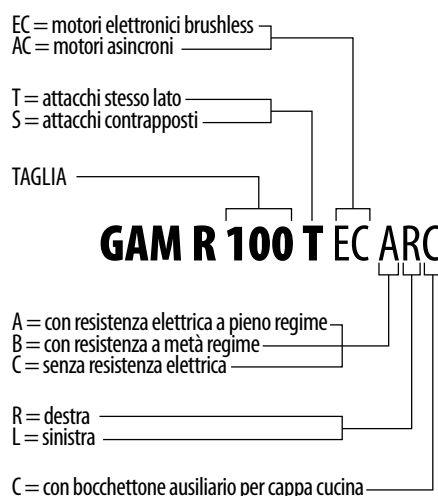 EC = motori elettronici brushless
AC = motori asincroni
T = attacchi stesso lato
S = attacchi contrapposti
TAGLIA
GAM R 100 T EC ARC
A = con resistenza elettrica a pieno regime
B = con resistenza a metà regime
C = senza resistenza elettrica
R = destra
L = sinistra
C = con bocchettone ausiliario per cappa cucina